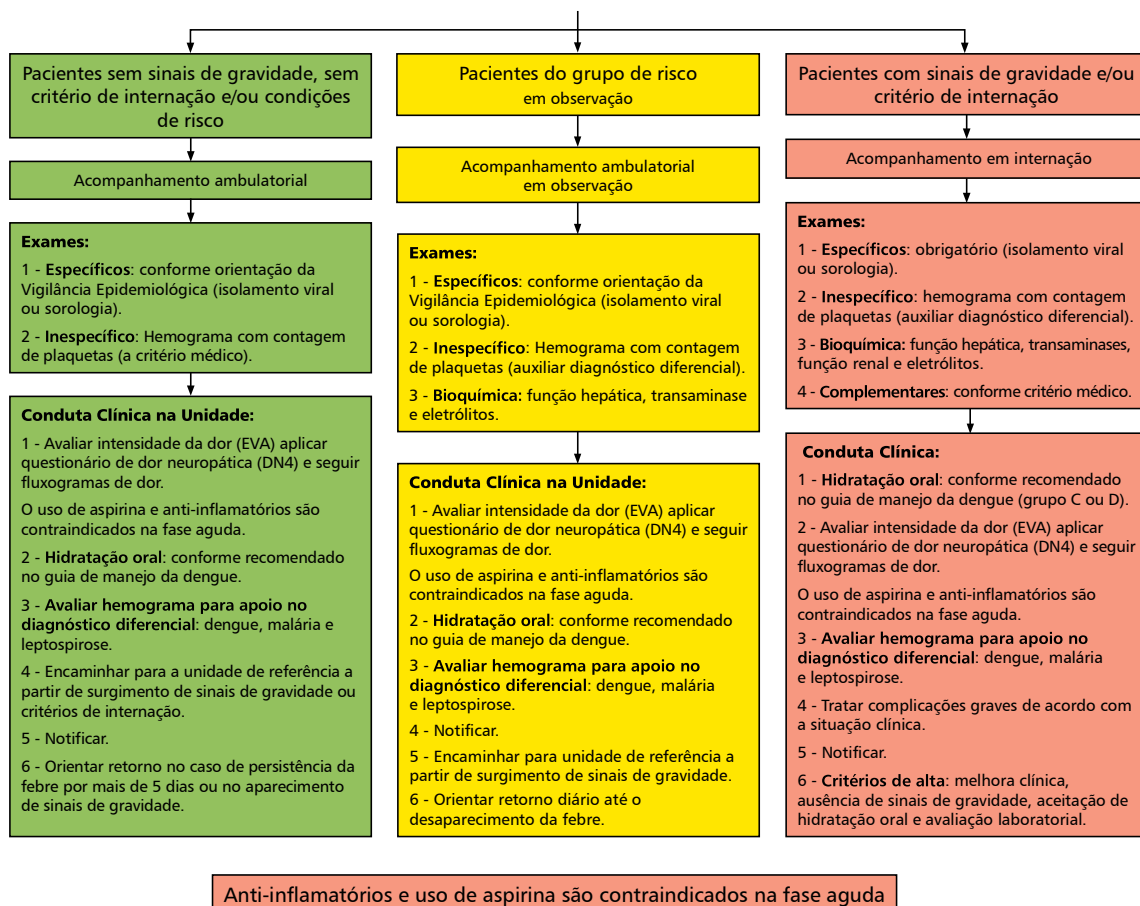 Pacientes sem sinais de gravidade, sem
critério de internação e/ou condições
de risco
Acompanhamento ambulatorial
Exames:
1 - Específicos: conforme orientação da
Vigilância Epidemiológica (isolamento viral
ou sorologia).
2 - Inespecífico: Hemograma com contagem
de plaquetas (a critério médico).
Conduta Clínica na Unidade:
1 - Avaliar intensidade da dor (EVA) aplicar
questionário de dor neuropática (DN4) e seguir
fluxogramas de dor.
O uso de aspirina e anti-inflamatórios são
contraindicados na fase aguda.
2 - Hidratação oral: conforme recomendado
no guia de manejo da dengue.
3 - Avaliar hemograma para apoio no
diagnóstico diferencial: dengue, malária e
leptospirose.
4 - Encaminhar para a unidade de referência a
partir de surgimento de sinais de gravidade ou
critérios de internação.
5 - Notificar.
6 - Orientar retorno no caso de persistência da
febre por mais de 5 dias ou no aparecimento
de sinais de gravidade.
Pacientes do grupo de risco
em observação
Acompanhamento ambulatorial
em observação
Exames:
1 - Específicos: conforme orientação da
Vigilância Epidemiológica (isolamento viral
ou sorologia).
2 - Inespecífico: Hemograma com contagem
de plaquetas (auxiliar diagnóstico diferencial).
3 - Bioquímica: função hepática, transaminase
e eletrólitos.
Conduta Clínica na Unidade:
1 - Avaliar intensidade da dor (EVA) aplicar
questionário de dor neuropática (DN4) e seguir
fluxogramas de dor.
O uso de aspirina e anti-inflamatórios são
contraindicados na fase aguda.
2 - Hidratação oral: conforme recomendado
no guia de manejo da dengue.
3 - Avaliar hemograma para apoio no
diagnóstico diferencial: dengue, malária
e leptospirose.
4 - Notificar.
5 - Encaminhar para unidade de referência a
partir de surgimento de sinais de gravidade.
6 - Orientar retorno diário até o
desaparecimento da febre.
Pacientes com sinais de gravidade e/ou
critério de internação
Acompanhamento em internação
Exames:
1 - Específicos: obrigatório (isolamento viral
ou sorologia).
2 - Inespecífico: hemograma com contagem
de plaquetas (auxiliar diagnóstico diferencial).
3 - Bioquímica: função hepática, transaminases,
função renal e eletrólitos.
4 - Complementares: conforme critério médico.
Conduta Clínica:
1 - Hidratação oral: conforme recomendado
no guia de manejo da dengue (grupo C ou D).
2 - Avaliar intensidade da dor (EVA) aplicar
questionário de dor neuropática (DN4) e seguir
fluxogramas de dor.
O uso de aspirina e anti-inflamatórios são
contraindicados na fase aguda.
3 - Avaliar hemograma para apoio no
diagnóstico diferencial: dengue, malária
e leptospirose.
4 - Tratar complicações graves de acordo com
a situação clínica.
5 - Notificar.
6 - Critérios de alta: melhora clínica,
ausência de sinais de gravidade, aceitação de
hidratação oral e avaliação laboratorial.
Anti-inflamatórios e uso de aspirina são contraindicados na fase aguda